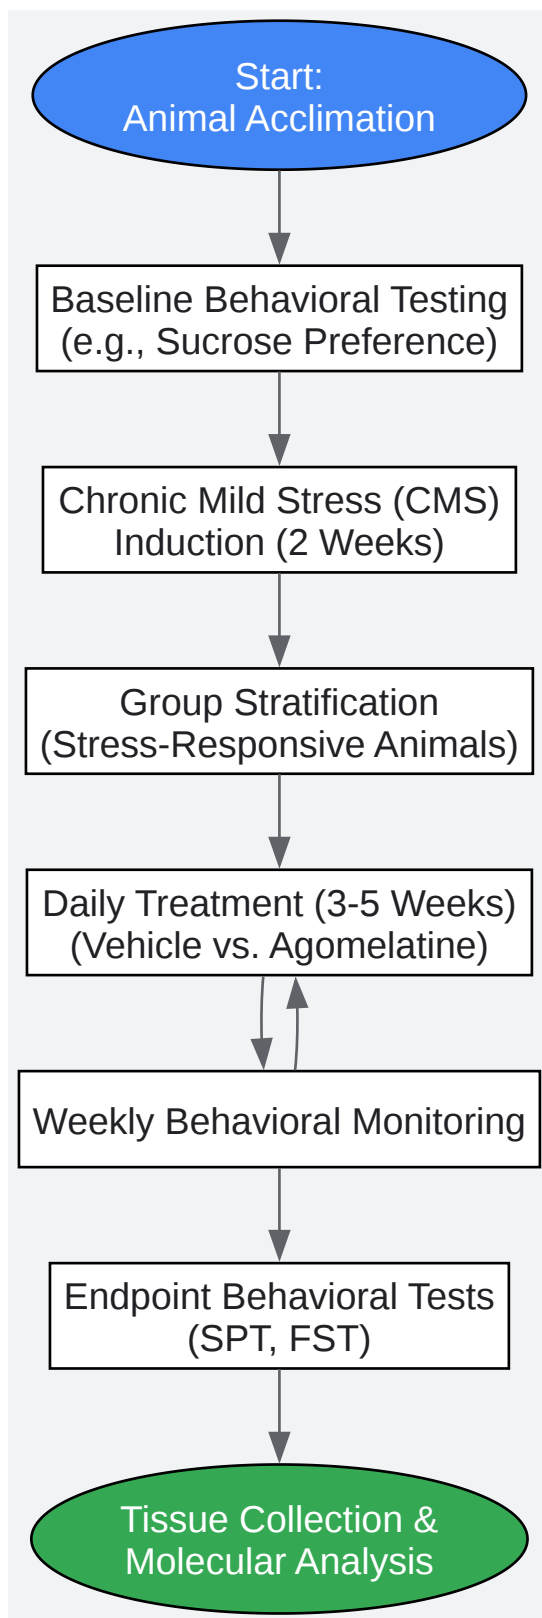 Start:
Animal Acclimation
Baseline Behavioral Testing
(e.g., Sucrose Preference)
Chronic Mild Stress (CMS)
Induction (2 Weeks)
Group Stratification
(Stress-Responsive Animals)
Daily Treatment (3-5 Weeks)
(Vehicle vs. Agomelatine)
Weekly Behavioral Monitoring
Endpoint Behavioral Tests
(SPT, FST)
Tissue Collection &
Molecular Analysis